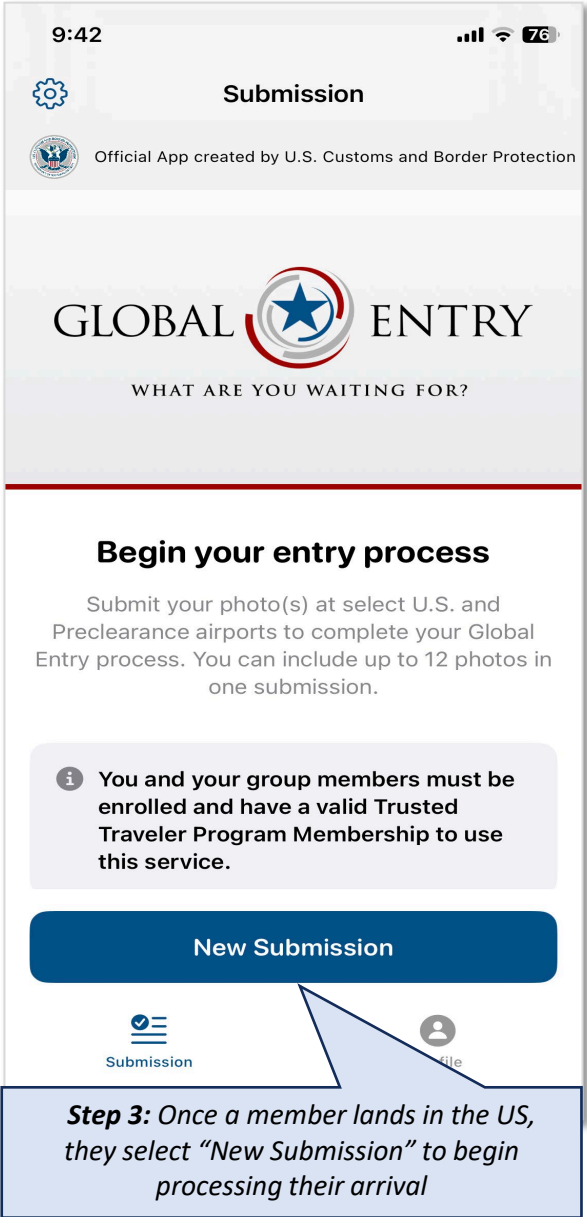 9:42
76
Submission
Official App created by U.S. Customs and Border Protection
GLOBAL ENTRY
WHAT ARE YOU WAITING FOR?
Begin your entry process
Submit your photo(s) at select U.S. and
Preclearance airports to complete your Global
Entry process. You can include up to 12 photos in
one submission.
You and your group members must be
enrolled and have a valid Trusted
Traveler Program Membership to use
this service.
New Submission
Submission
file
Step 3: Once a member lands in the US,
they select “New Submission” to begin
processing their arrival